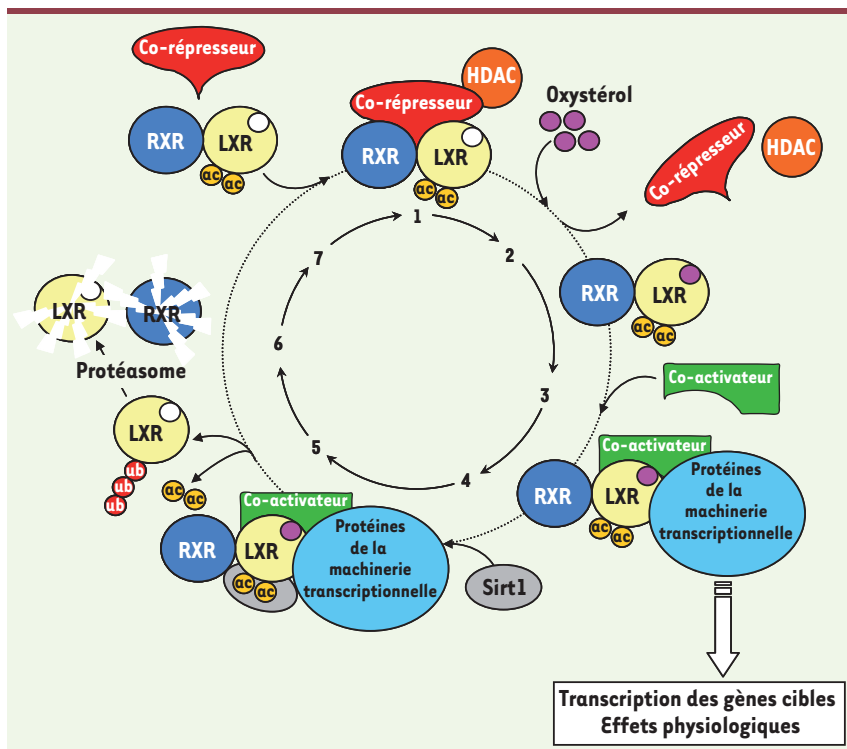 Co-répresseur
RXR
LXR
ac
ac
HDAC
Co-répresseur
RXR
LXR
ac
ac
Oxystérol
Co-répresseur
HDAC
1
2
3
4
5
6
7
RXR
LXR
ac
ac
Co-activateur
Co-activateur
RXR
LXR
ac
ac
Protéines
de la
machinerie
transcriptionnelle
LXR
RXR
Protéasome
LXR
ub
ub
ub
ac
ac
Co-activateur
RXR
LXR
ac
ac
Protéines
de la
machinerie
transcriptionnelle
Sirt1
Transcription des gènes cibles
Effets physiologiques